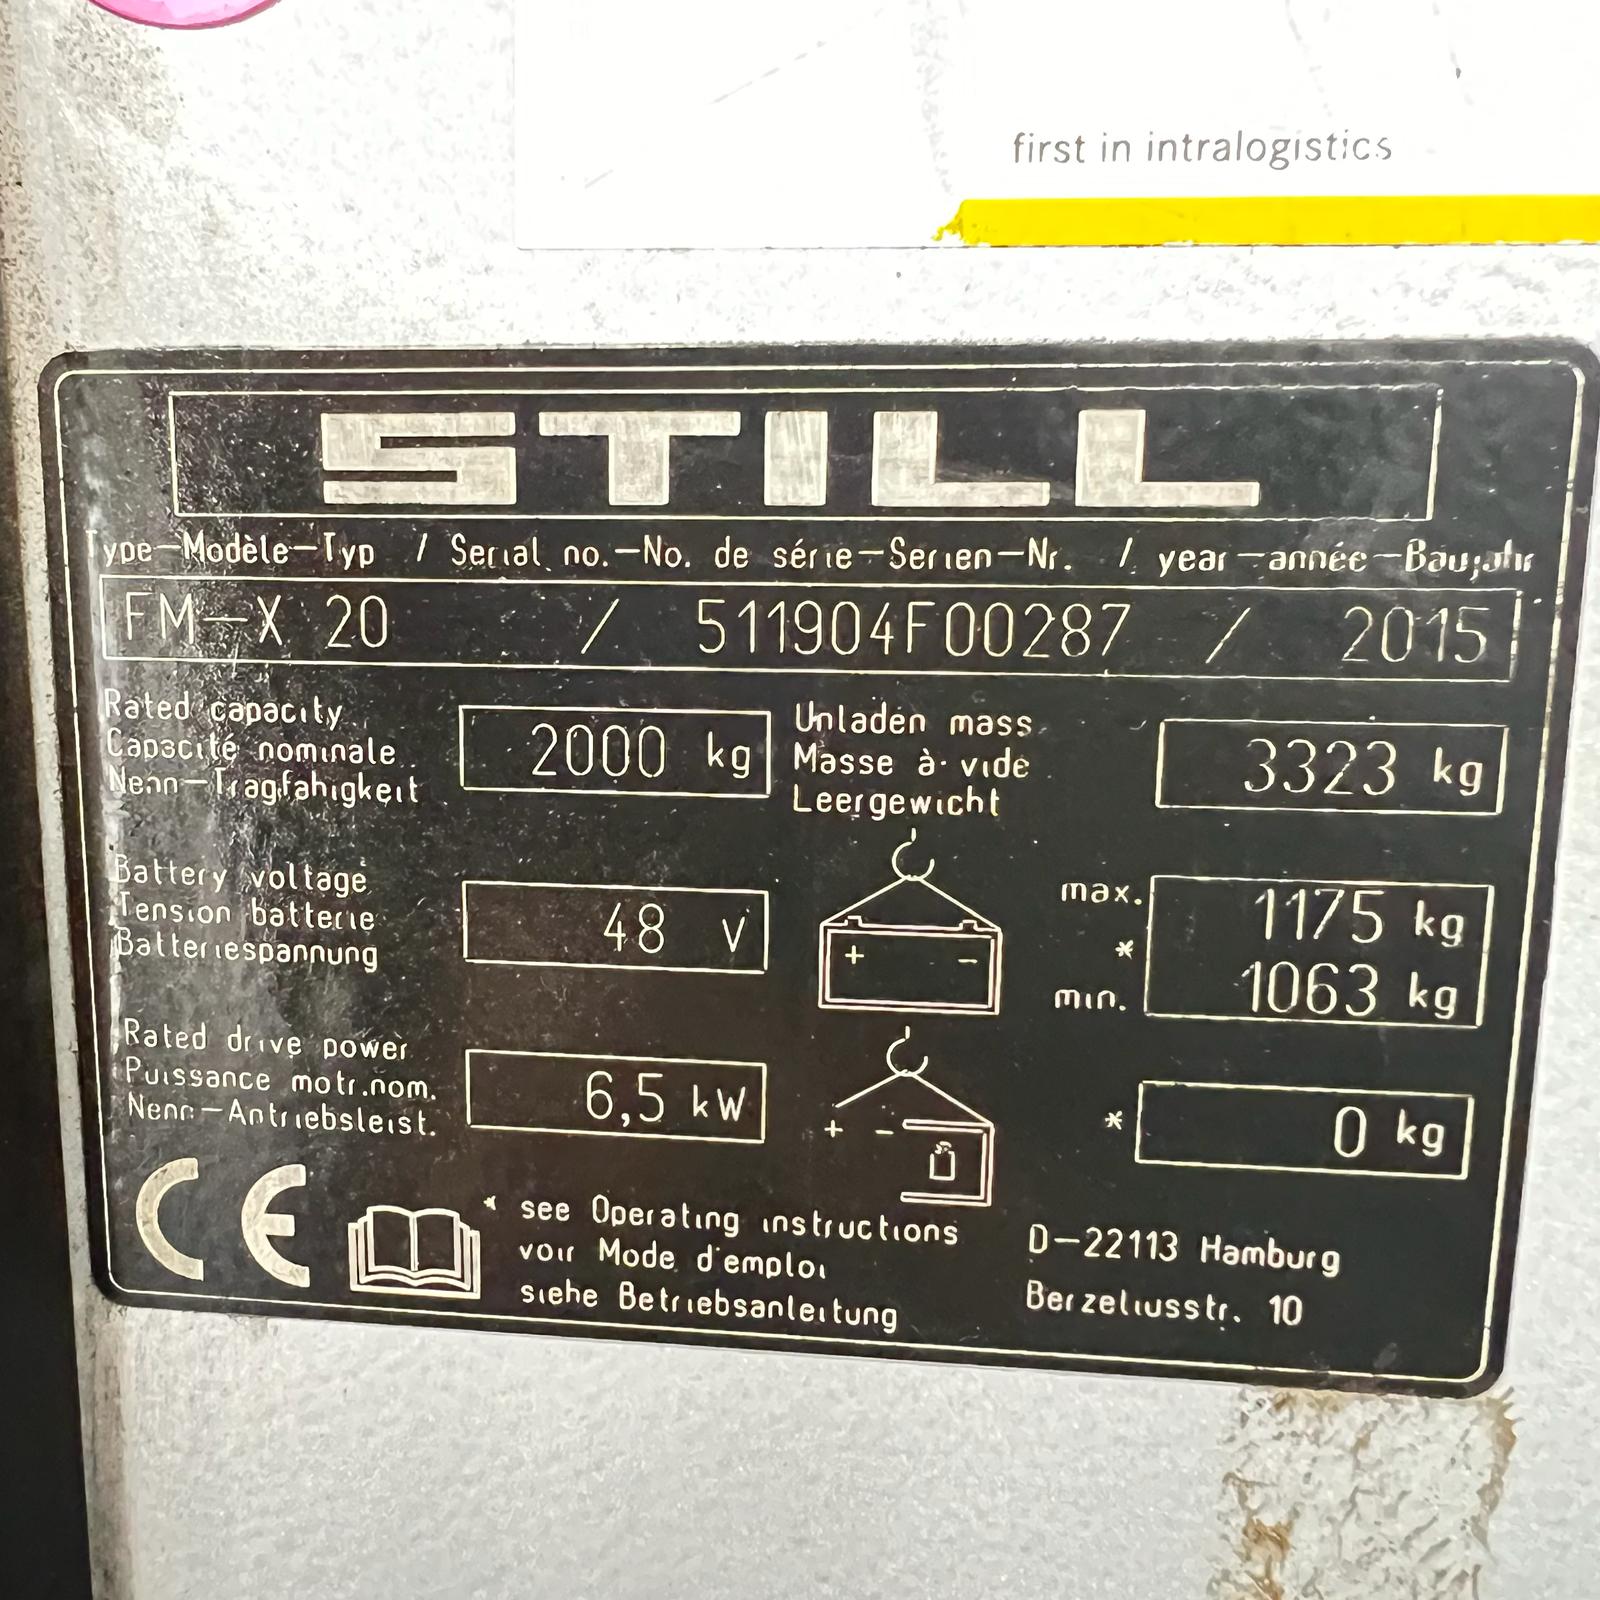 first in intralogistics
STILL
Type–Modèle–Typ / Serial no.–No. de série–Serien–Nr. / year–année–Baujahr
FM–X 20 / 511904F00287 / 2015
Rated capacity
Capacité nominale
Nenn–Tragfähigkeit
2000 kg
Unladen mass
Masse à vide
Leergewicht
3323 kg
Battery voltage
Tension batterie
Batteriespannung
48 V
+ –
max. 1175 kg
*
min. 1063 kg
Rated drive power
Puissance motr.nom.
Nenn–Antriebsleist.
6,5 kW
+ –
* 0 kg
CE
* see Operating instructions
voir Mode d'emploi
siehe Betriebsanleitung
D–22113 Hamburg
Berzeliusstr. 10